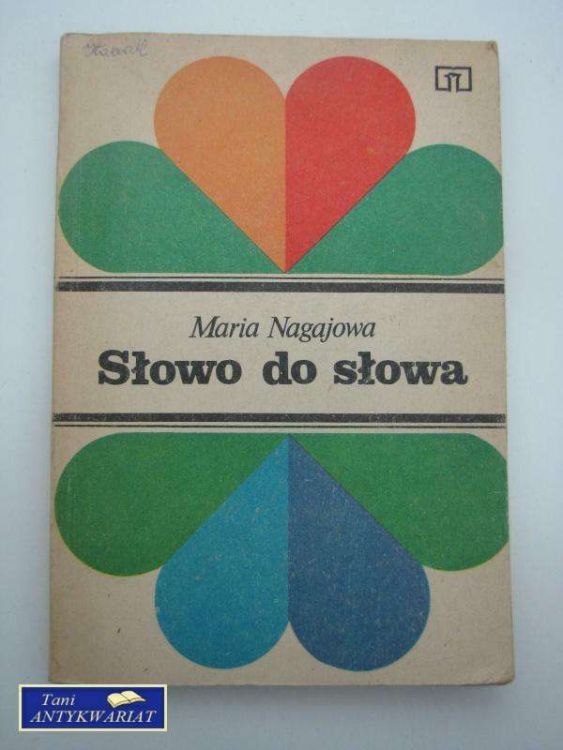 Maria Nagajowa
Słowo do słowa
Tani
ANTYKWARIAT